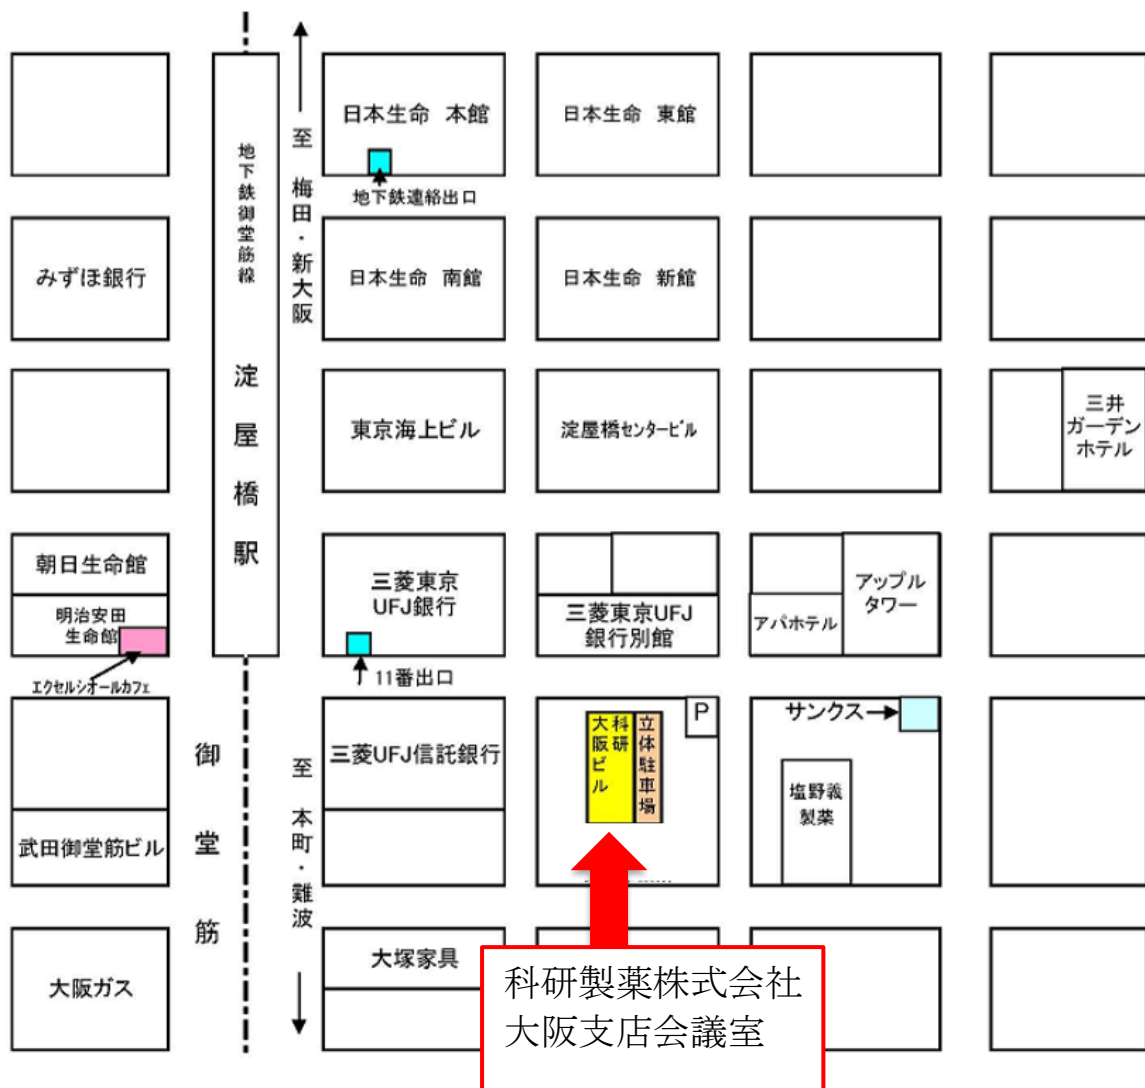 日本生命 本館
日本生命 東館
地下鉄連絡出口
地下鉄御堂筋線
至 梅田・新大阪
みずほ銀行
日本生命 南館
日本生命 新館
淀屋橋駅
東京海上ビル
淀屋橋センタービル
三井
ガーデン
ホテル
朝日生命館
明治安田
生命館
エクセルシオールカフェ
三菱東京
UFJ銀行
11番出口
三菱東京UFJ
銀行別館
アパホテル
アップル
タワー
御堂筋
至 本町・難波
三菱UFJ信託銀行
科研
大阪ビル
立体駐車場
P
サンクス
塩野義
製薬
武田御堂筋ビル
大阪ガス
大塚家具
科研製薬株式会社
大阪支店会議室